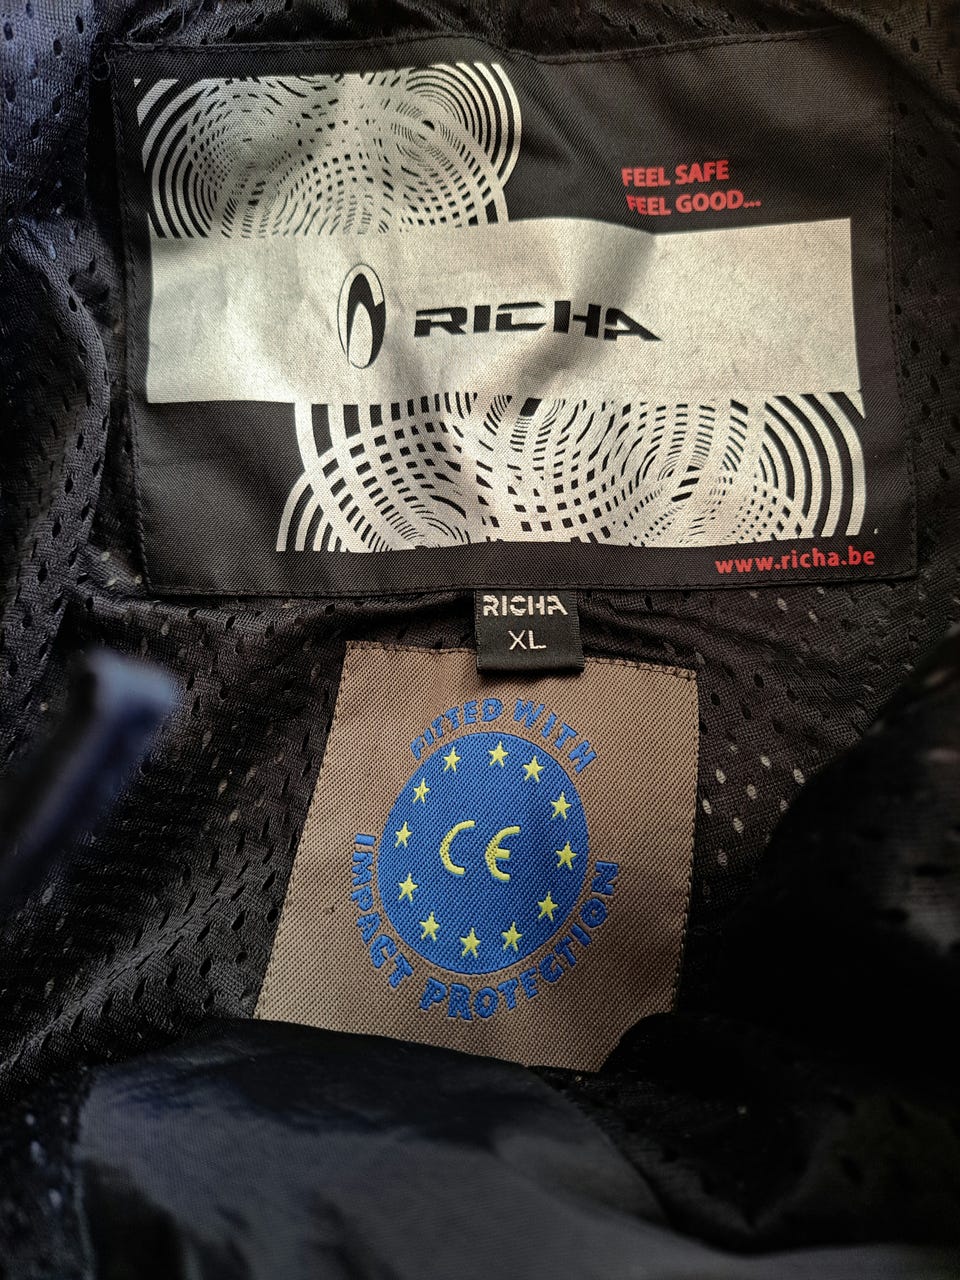 FEEL SAFE
FEEL GOOD...
RICHA
www.richa.be
RICHA
XL
FITTED WITH
CE
IMPACT PROTECTION